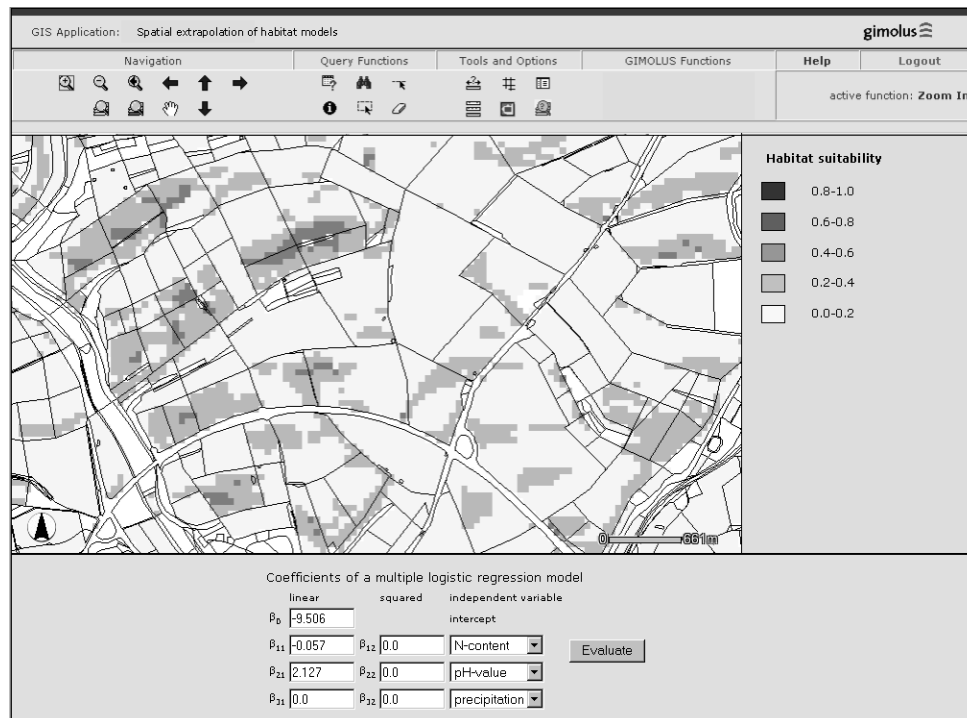 GIS Application: Spatial extrapolation of habitat models
gimolus
Navigation Query Functions Tools and Options GIMOLUS Functions Help Logout
active function: Zoom In
Habitat suitability
0.8-1.0
0.6-0.8
0.4-0.6
0.2-0.4
0.0-0.2
0 661m
Coefficients of a multiple logistic regression model
linear squared independent variable
β0 -9.506 intercept
β11 -0.057 β12 0.0 N-content
Evaluate
β21 2.127 β22 0.0 pH-value
β31 0.0 β32 0.0 precipitation